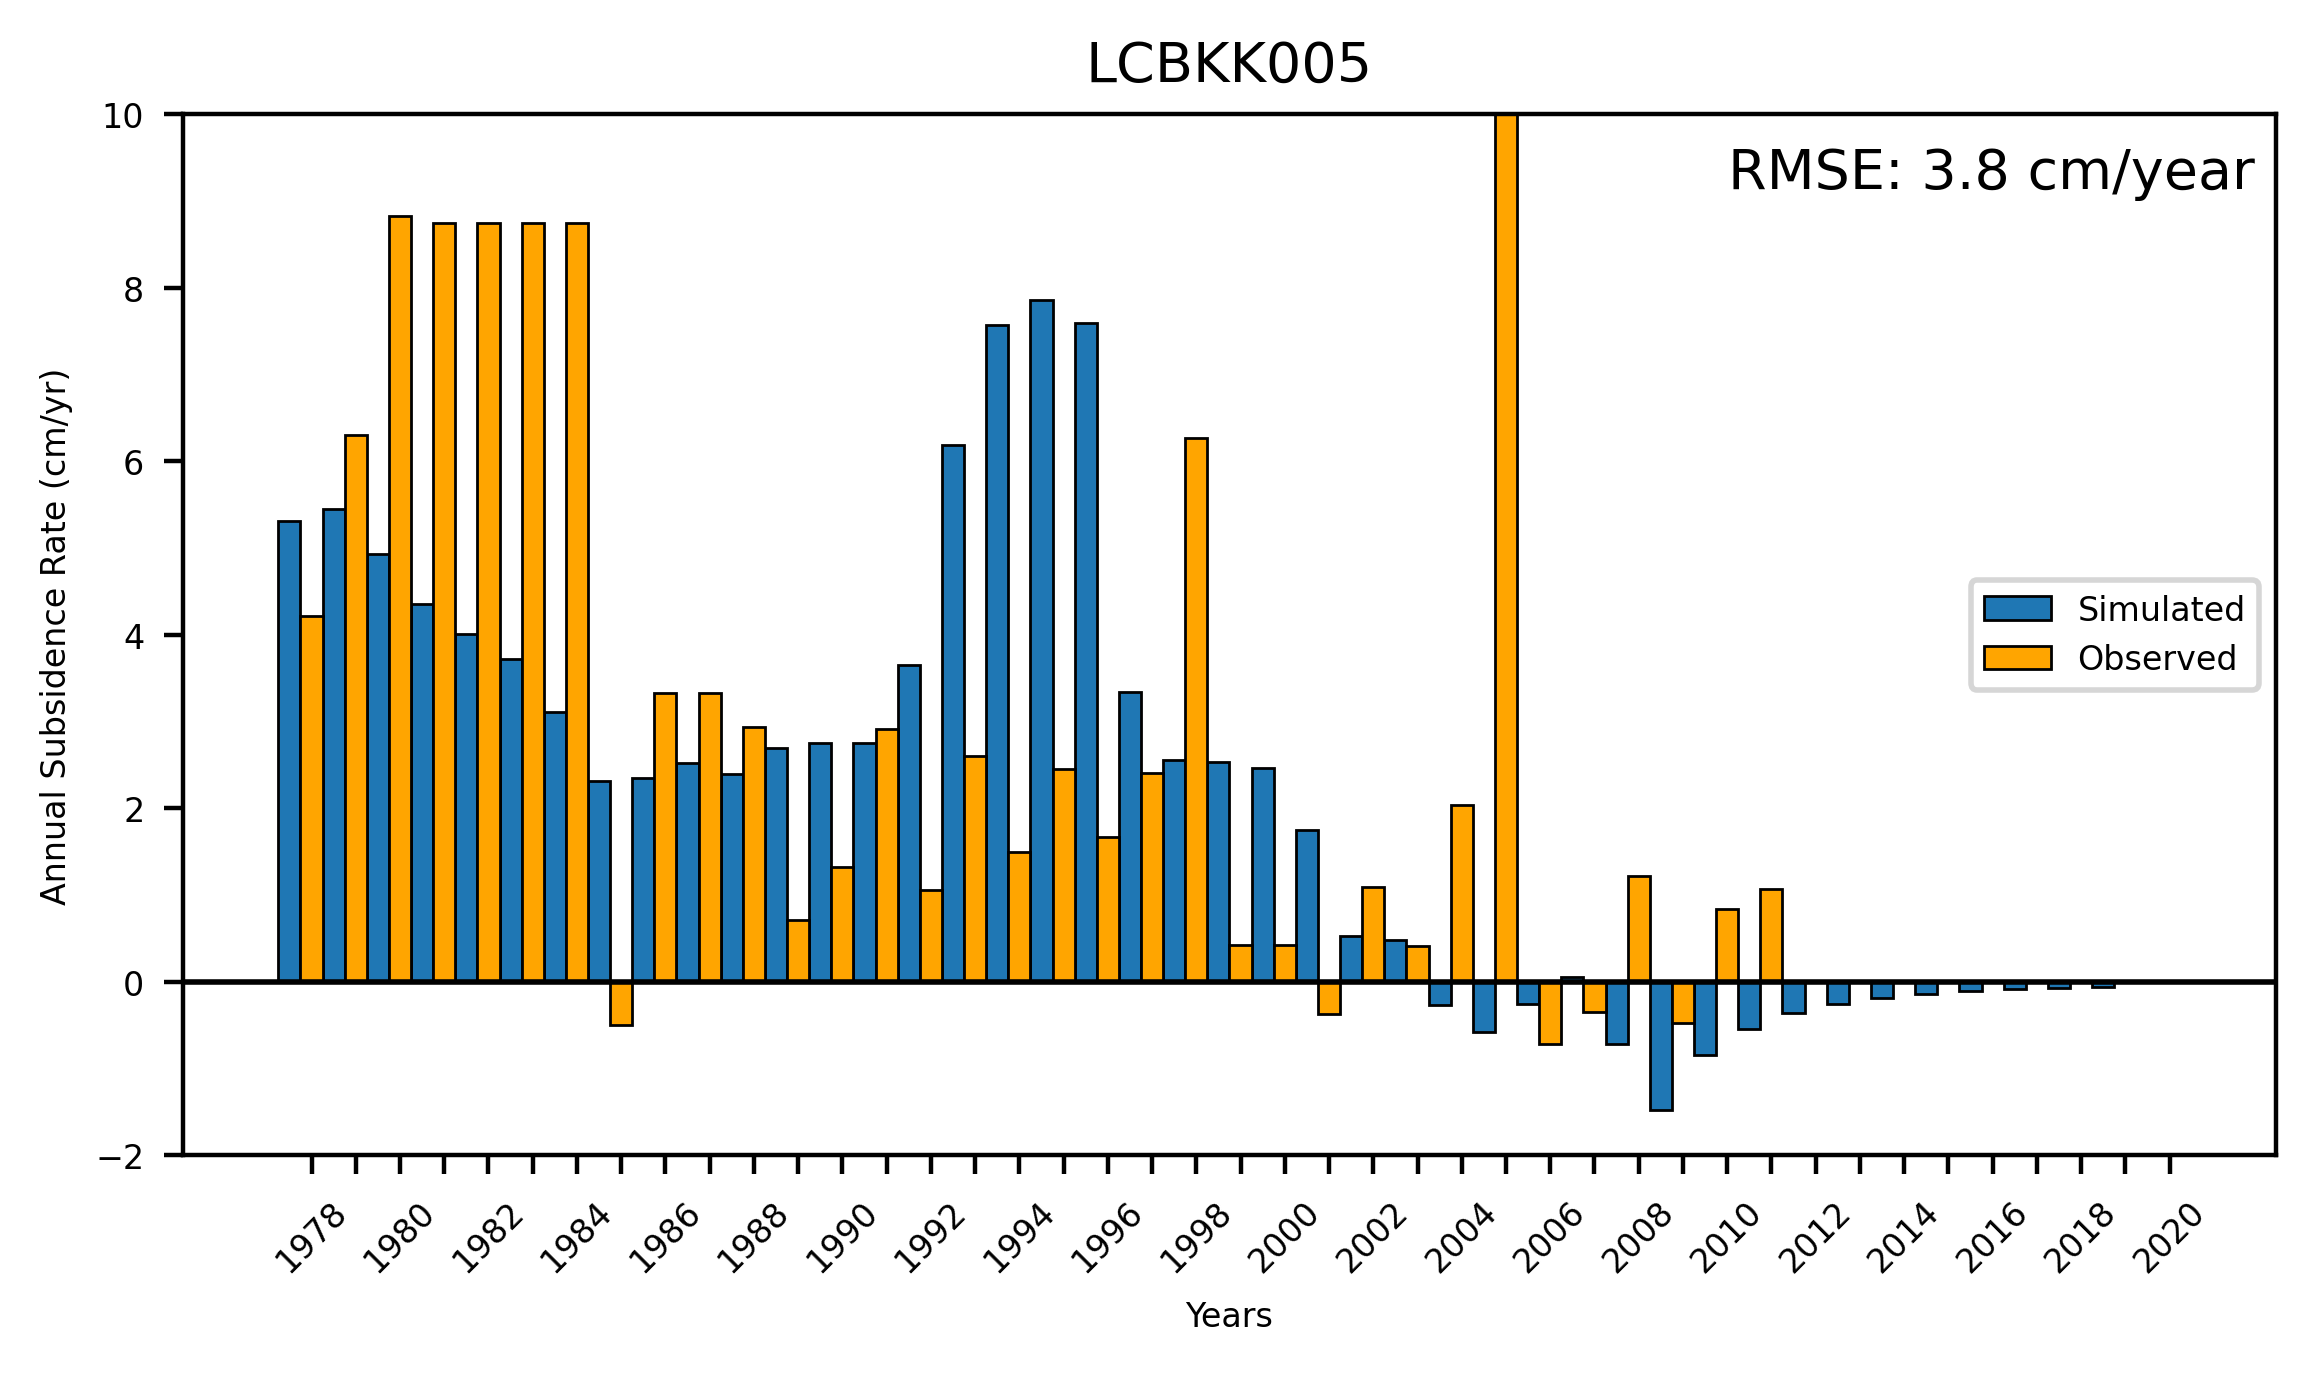 LCBKK005
RMSE: 3.8 cm/year
Annual Subsidence Rate (cm/yr)
10
8
6
4
2
0
−2
Simulated
Observed
1978 1980 1982 1984 1986 1988 1990 1992 1994 1996 1998 2000 2002 2004 2006 2008 2010 2012 2014 2016 2018 2020
Years